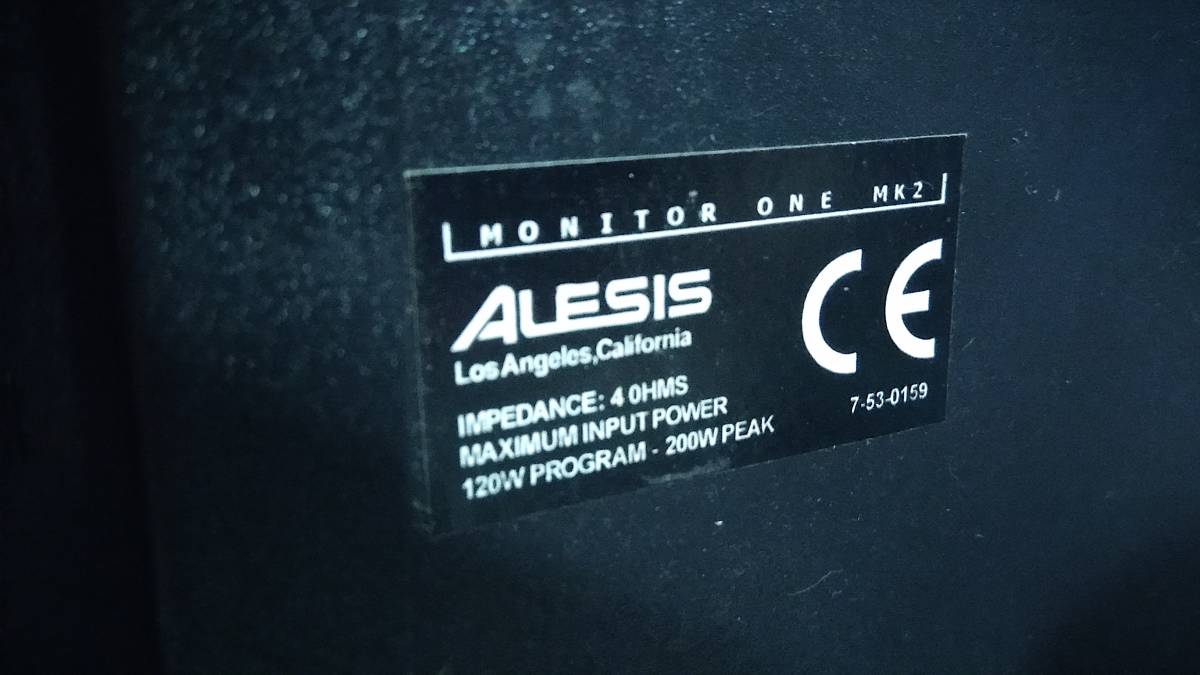 MONITOR ONE MK2
ALESIS
Los Angeles,California
IMPEDANCE: 4 OHMS
MAXIMUM INPUT POWER
120W PROGRAM - 200W PEAK
CE
7-53-0159